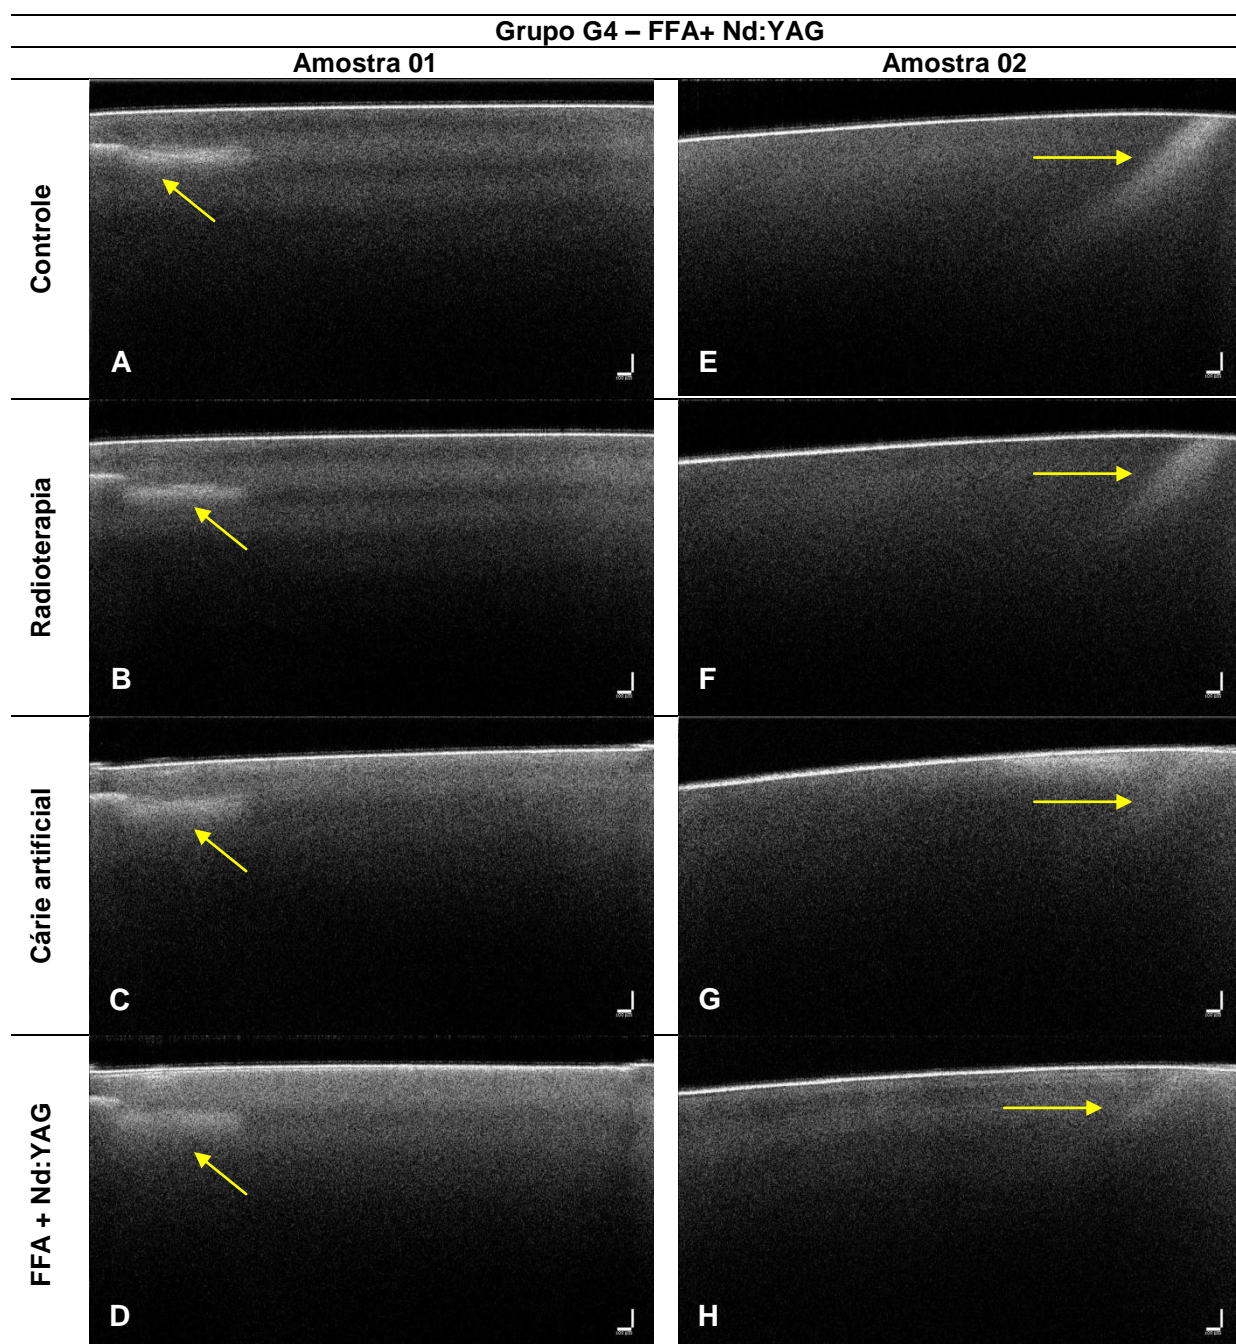 Grupo G4 – FFA+ Nd:YAG
Amostra 01
Amostra 02
Controle
A
E
Radioterapia
B
F
Cárie artificial
C
G
FFA + Nd:YAG
D
H